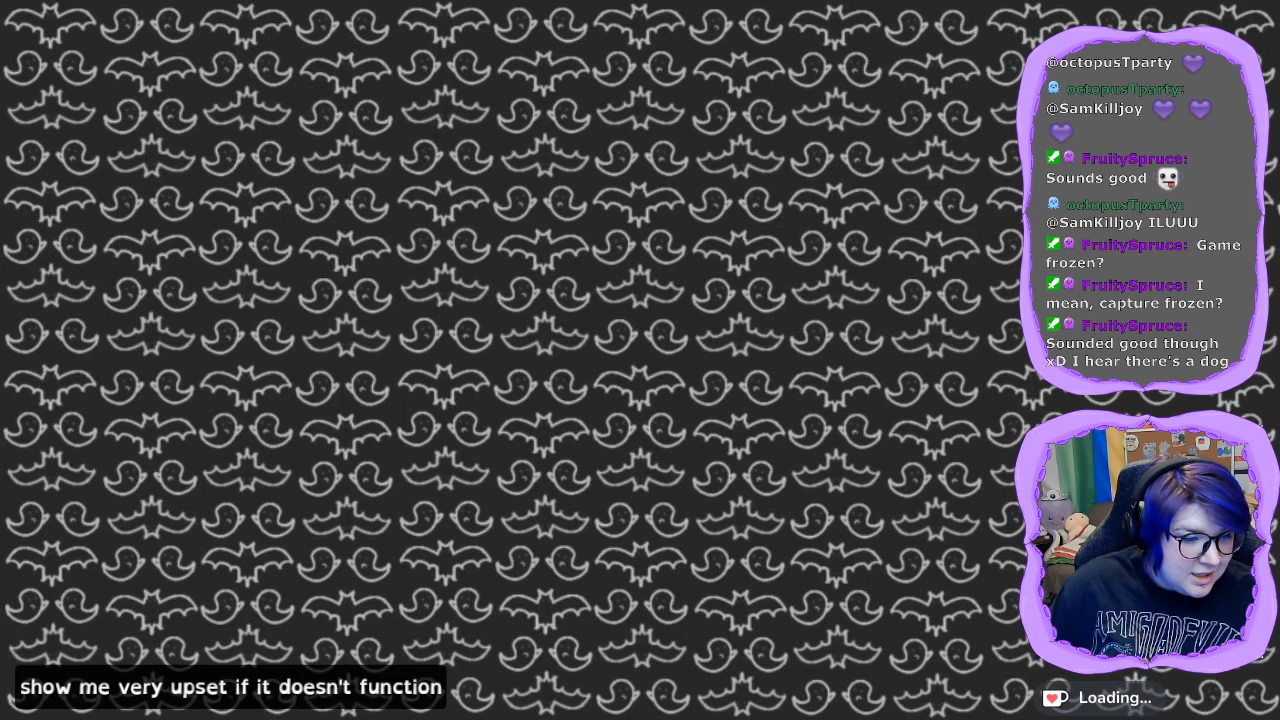 @octopusTparty
octopusTparty:
@SamKilljoy
FruitySpruce:
Sounds good
octopusTparty:
@SamKilljoy ILUUU
FruitySpruce: Game
frozen?
FruitySpruce: I
mean, capture frozen?
FruitySpruce:
Sounded good though
xD I hear there's a dog
show me very upset if it doesn't function
Loading...